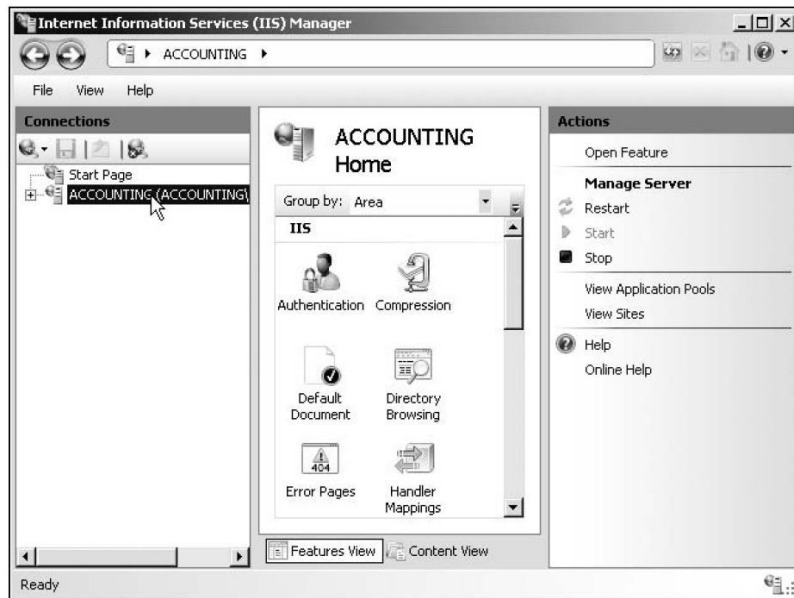 Internet Information Services (IIS) Manager
ACCOUNTING
File View Help
Connections
Start Page
ACCOUNTING (ACCOUNTING\
ACCOUNTING
Home
Group by: Area
IIS
Authentication Compression
Default Document
Directory Browsing
404
Error Pages
Handler Mappings
Features View Content View
Actions
Open Feature
Manage Server
Restart
Start
Stop
View Application Pools
View Sites
Help
Online Help
Ready